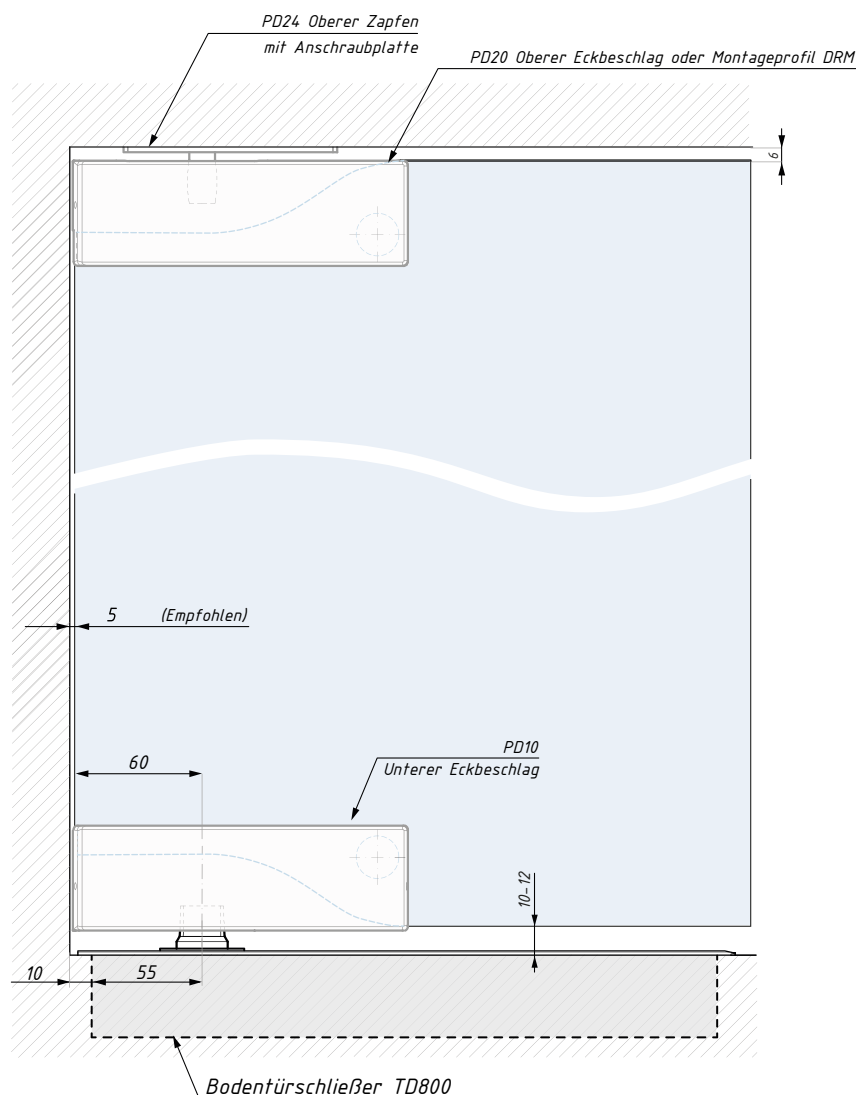 PD24 Oberer Zapfen
mit Anschraubplatte
PD20 Oberer Eckbeschlag oder Montageprofil DRM
6
5 (Empfohlen)
60
PD10
Unterer Eckbeschlag
10-12
10 55
Bodentürschließer TD800